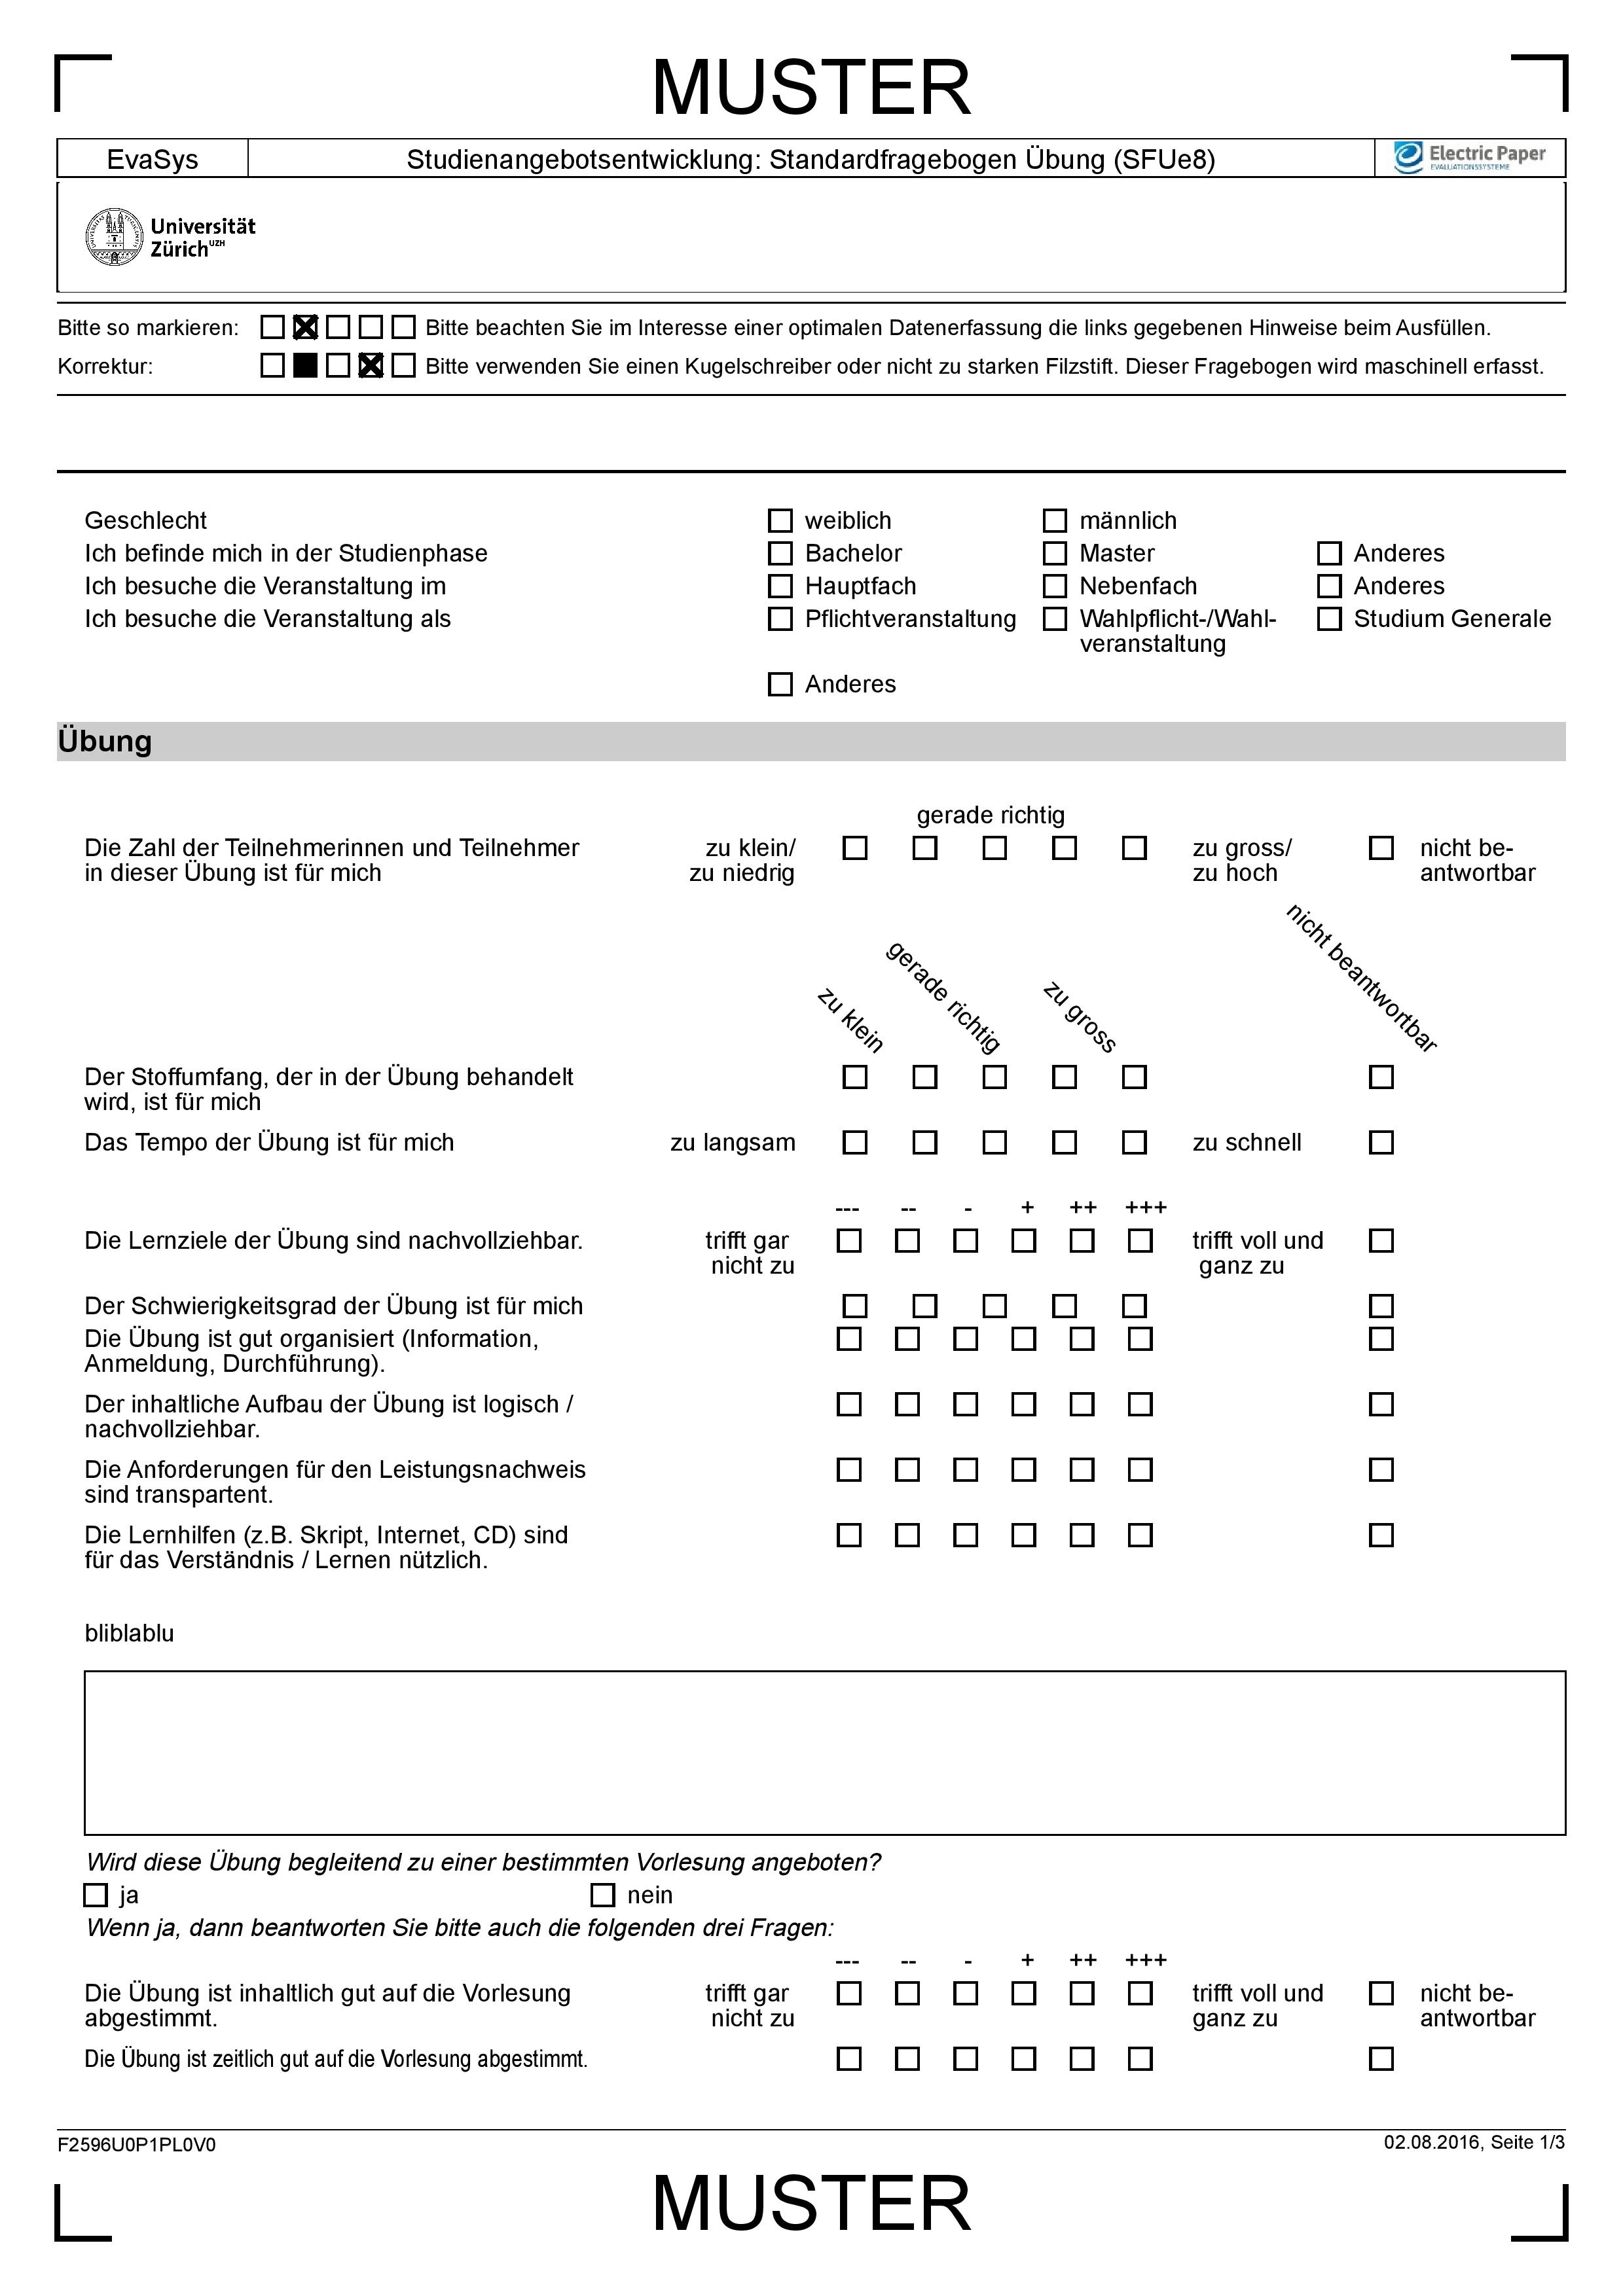 MUSTER
EvaSys Studienangebotsentwicklung: Standardfragebogen Übung (SFUe8) Electric Paper
EVALUATIONSSYSTEME
Universität
Zürich UZH
Bitte so markieren: Bitte beachten Sie im Interesse einer optimalen Datenerfassung die links gegebenen Hinweise beim Ausfüllen.
Korrektur: Bitte verwenden Sie einen Kugelschreiber oder nicht zu starken Filzstift. Dieser Fragebogen wird maschinell erfasst.
Geschlecht weiblich männlich
Ich befinde mich in der Studienphase Bachelor Master Anderes
Ich besuche die Veranstaltung im Hauptfach Nebenfach Anderes
Ich besuche die Veranstaltung als Pflichtveranstaltung Wahlpflicht-/Wahl- Studium Generale
veranstaltung
Anderes
Übung
gerade richtig
Die Zahl der Teilnehmerinnen und Teilnehmer zu klein/ zu gross/ nicht be-
in dieser Übung ist für mich zu niedrig zu hoch antwortbar
zu klein gerade richtig zu gross nicht beantwortbar
Der Stoffumfang, der in der Übung behandelt
wird, ist für mich
Das Tempo der Übung ist für mich zu langsam zu schnell
--- -- - + ++ +++
Die Lernziele der Übung sind nachvollziehbar. trifft gar trifft voll und
nicht zu ganz zu
Der Schwierigkeitsgrad der Übung ist für mich
Die Übung ist gut organisiert (Information,
Anmeldung, Durchführung).
Der inhaltliche Aufbau der Übung ist logisch /
nachvollziehbar.
Die Anforderungen für den Leistungsnachweis
sind transpartent.
Die Lernhilfen (z.B. Skript, Internet, CD) sind
für das Verständnis / Lernen nützlich.
bliblablu
Wird diese Übung begleitend zu einer bestimmten Vorlesung angeboten?
ja nein
Wenn ja, dann beantworten Sie bitte auch die folgenden drei Fragen:
--- -- - + ++ +++
Die Übung ist inhaltlich gut auf die Vorlesung trifft gar trifft voll und nicht be-
abgestimmt. nicht zu ganz zu antwortbar
Die Übung ist zeitlich gut auf die Vorlesung abgestimmt.
F2596U0P1PL0V0 02.08.2016, Seite 1/3
MUSTER